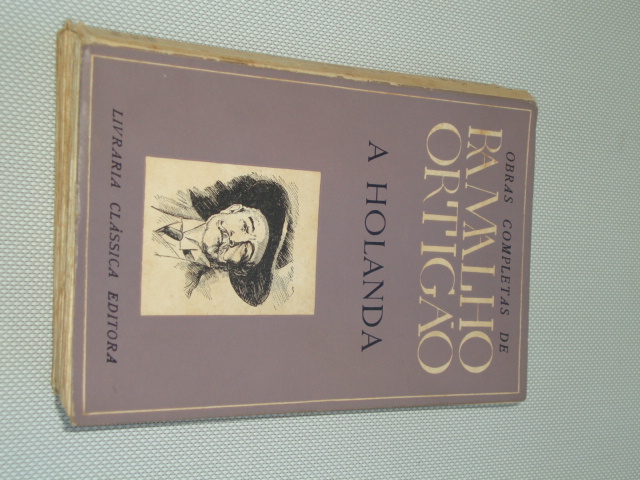 OBRAS COMPLETAS DE
RAMALHO
ORTIGÃO
A HOLANDA
LIVRARIA CLÁSSICA EDITORA